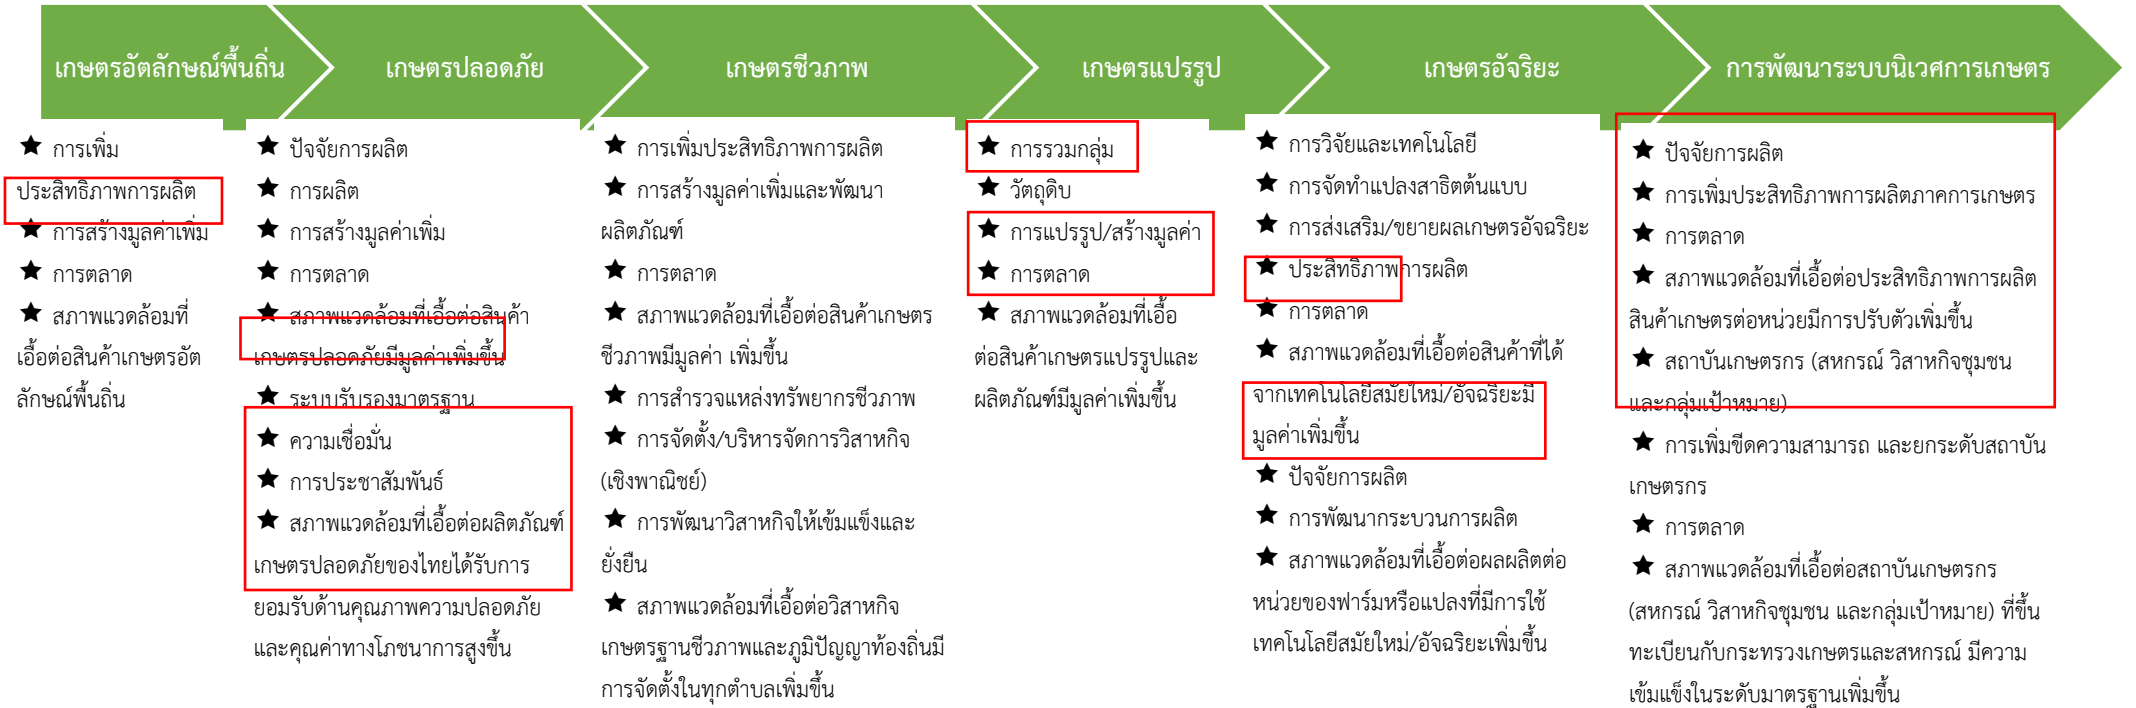 เกษตรอัตลักษณ์พื้นถิ่น
เกษตรปลอดภัย
เกษตรชีวภาพ
เกษตรแปรรูป
เกษตรอัจริยะ
การพัฒนาระบบนิเวศการเกษตร
★ การเพิ่ม
ประสิทธิภาพการผลิต
★ การสร้างมูลค่าเพิ่ม
★ การตลาด
★ สภาพแวดล้อมที่
เอื้อต่อสินค้าเกษตรอัต
ลักษณ์พื้นถิ่น
★ ปัจจัยการผลิต
★ การผลิต
★ การสร้างมูลค่าเพิ่ม
★ การตลาด
★ สภาพแวดล้อมที่เอื้อต่อสินค้า
เกษตรปลอดภัยมีมูลค่าเพิ่มขึ้น
★ ระบบรับรองมาตรฐาน
★ ความเชื่อมั่น
★ การประชาสัมพันธ์
★ สภาพแวดล้อมที่เอื้อต่อผลิตภัณฑ์
เกษตรปลอดภัยของไทยได้รับการ
ยอมรับด้านคุณภาพความปลอดภัย
และคุณค่าทางโภชนาการสูงขึ้น
★ การเพิ่มประสิทธิภาพการผลิต
★ การสร้างมูลค่าเพิ่มและพัฒนา
ผลิตภัณฑ์
★ การตลาด
★ สภาพแวดล้อมที่เอื้อต่อสินค้าเกษตร
ชีวภาพมีมูลค่า เพิ่มขึ้น
★ การสำรวจแหล่งทรัพยากรชีวภาพ
★ การจัดตั้ง/บริหารจัดการวิสาหกิจ
(เชิงพาณิชย์)
★ การพัฒนาวิสาหกิจให้เข้มแข็งและ
ยั่งยืน
★ สภาพแวดล้อมที่เอื้อต่อวิสาหกิจ
เกษตรฐานชีวภาพและภูมิปัญญาท้องถิ่นมี
การจัดตั้งในทุกตำบลเพิ่มขึ้น
★ การรวมกลุ่ม
★ วัตถุดิบ
★ การแปรรูป/สร้างมูลค่า
★ การตลาด
★ สภาพแวดล้อมที่เอื้อ
ต่อสินค้าเกษตรแปรรูปและ
ผลิตภัณฑ์มีมูลค่าเพิ่มขึ้น
★ การวิจัยและเทคโนโลยี
★ การจัดทำแปลงสาธิตต้นแบบ
★ การส่งเสริม/ขยายผลเกษตรอัจฉริยะ
★ ประสิทธิภาพการผลิต
★ การตลาด
★ สภาพแวดล้อมที่เอื้อต่อสินค้าที่ได้
จากเทคโนโลยีสมัยใหม่/อัจริยะมี
มูลค่าเพิ่มขึ้น
★ ปัจจัยการผลิต
★ การพัฒนากระบวนการผลิต
★ สภาพแวดล้อมที่เอื้อต่อผลผลิตต่อ
หน่วยของฟาร์มหรือแปลงที่มีการใช้
เทคโนโลยีสมัยใหม่/อัจริยะเพิ่มขึ้น
★ ปัจจัยการผลิต
★ การเพิ่มประสิทธิภาพการผลิตภาคการเกษตร
★ การตลาด
★ สภาพแวดล้อมที่เอื้อต่อประสิทธิภาพการผลิต
สินค้าเกษตรต่อหน่วยมีการปรับตัวเพิ่มขึ้น
★ สถาบันเกษตรกร (สหกรณ์ วิสาหกิจชุมชน
และกลุ่มเป้าหมาย)
★ การเพิ่มขีดความสามารถ และยกระดับสถาบัน
เกษตรกร
★ การตลาด
★ สภาพแวดล้อมที่เอื้อต่อสถาบันเกษตรกร
(สหกรณ์ วิสาหกิจชุมชน และกลุ่มเป้าหมาย) ที่ขึ้น
ทะเบียนกับกระทรวงเกษตรและสหกรณ์ มีความ
เข้มแข็งในระดับมาตรฐานเพิ่มขึ้น